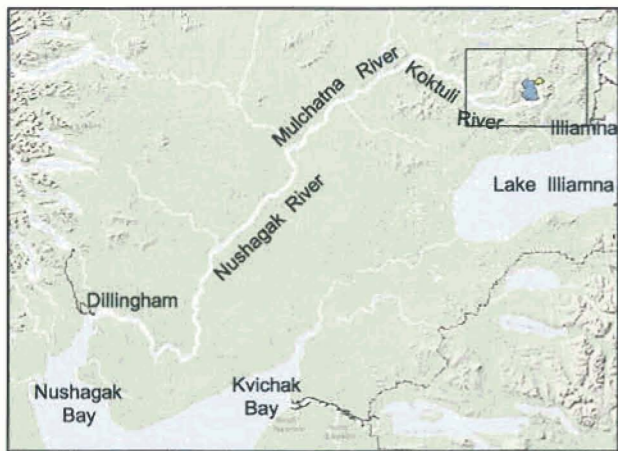 Mulchatna River
Koktuli
River
Illiamna
Lake Illiamna
Nushagak River
Dillingham
Nushagak
Bay
Kvichak
Bay